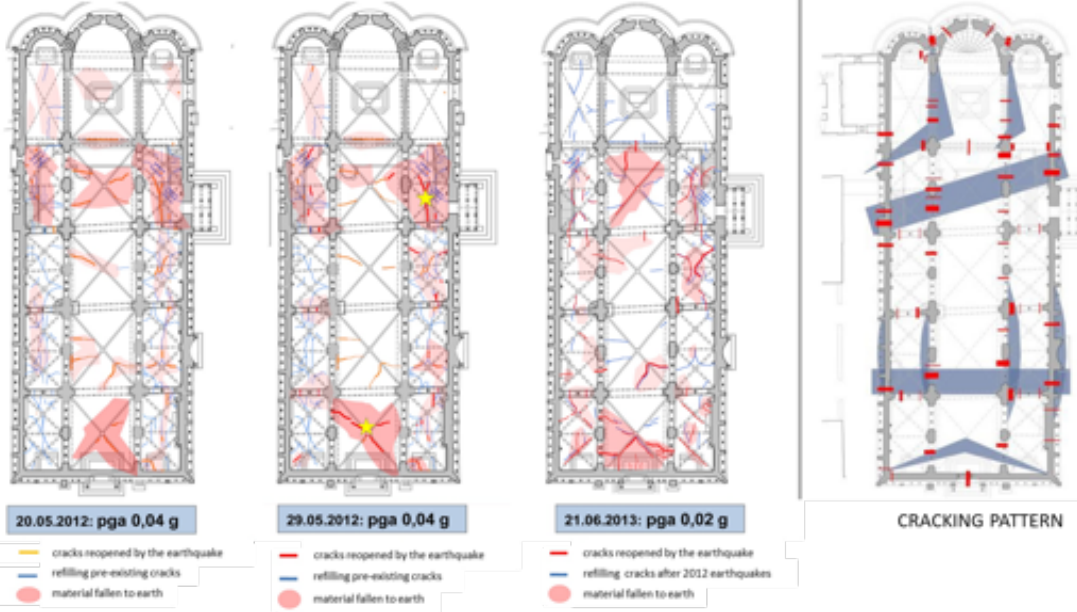 20.05.2012: pga 0,04 g
cracks reopened by the earthquake
refilling pre-existing cracks
material fallen to earth
29.05.2012: pga 0,04 g
cracks reopened by the earthquake
refilling pre-existing cracks
material fallen to earth
21.06.2013: pga 0,02 g
cracks reopened by the earthquake
refilling cracks after 2012 earthquakes
material fallen to earth
CRACKING PATTERN